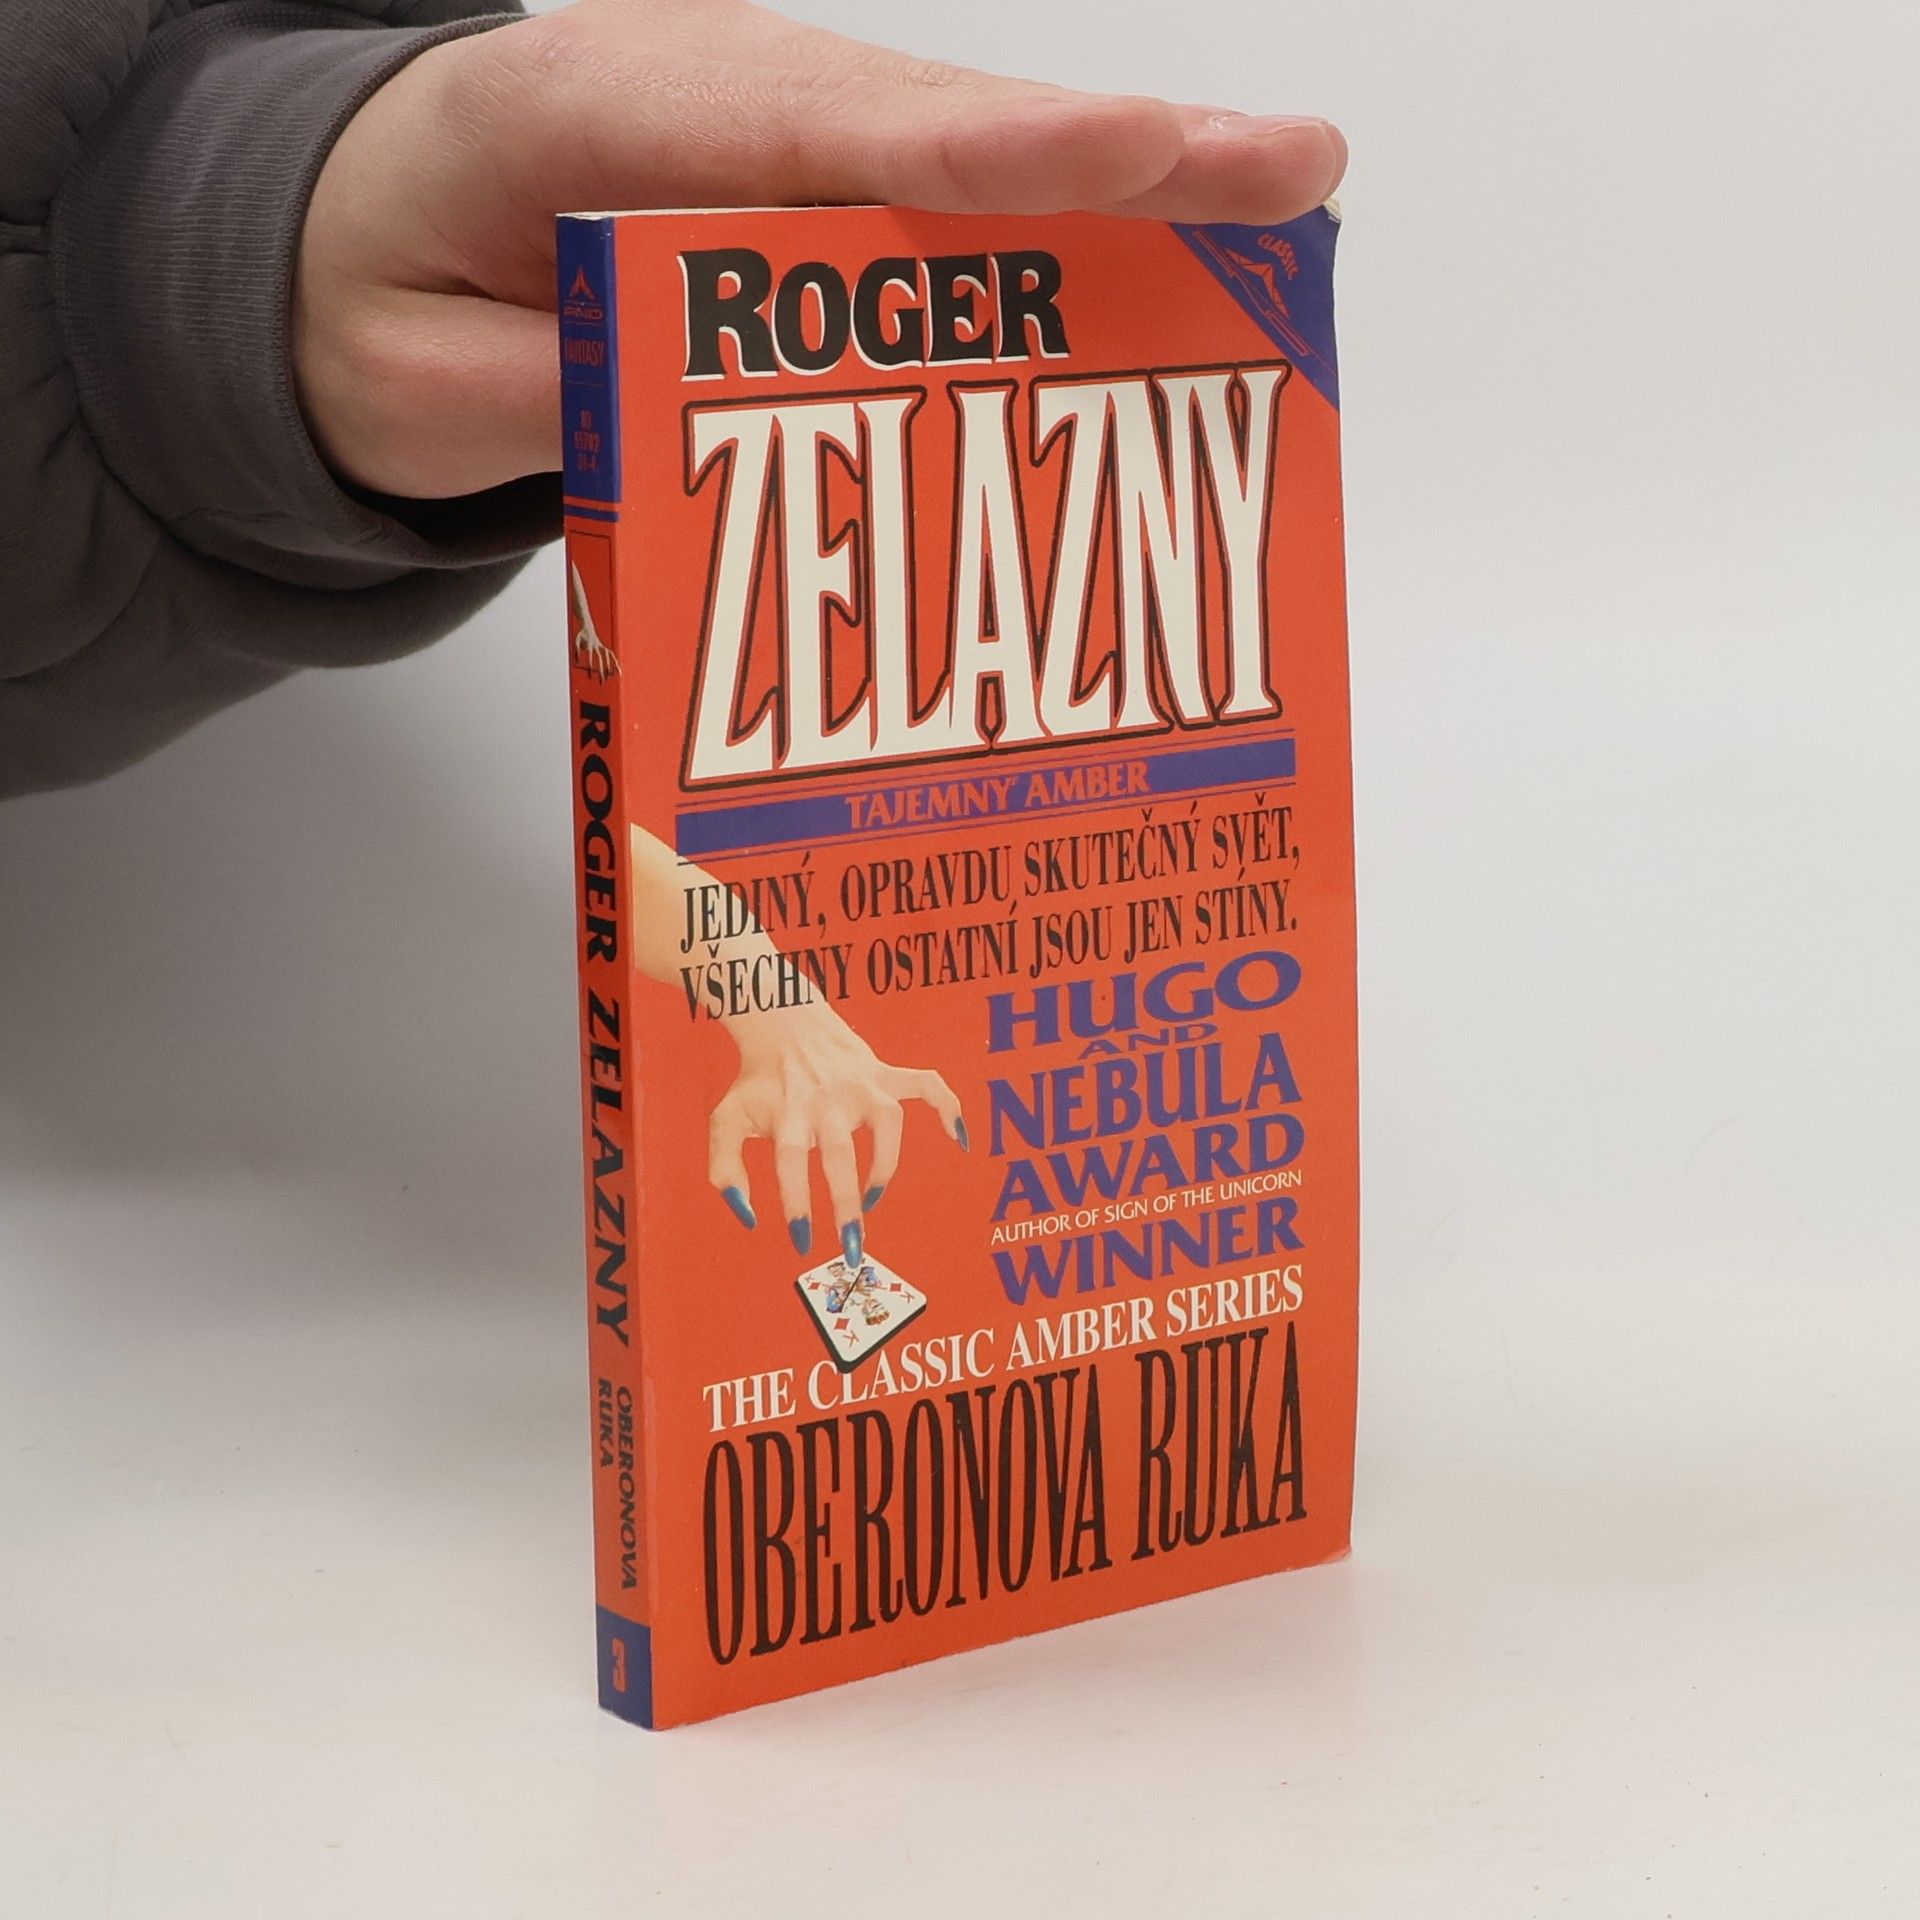 ROGER
ZELAZNY
CLASSIC
TAJEMNÝ AMBER
JEDINÝ, OPRAVDU SKUTEČNÝ SVĚT,
VŠECHNY OSTATNÍ JSOU JEN STÍNY.
HUGO
AND
NEBULA
AWARD
AUTHOR OF SIGN OF THE UNICORN
WINNER
THE CLASSIC AMBER SERIES
OBERONOVA RUKA
K
K
K
FANTASY
ROGER ZELAZNY
OBERONOVA
RUKA
3